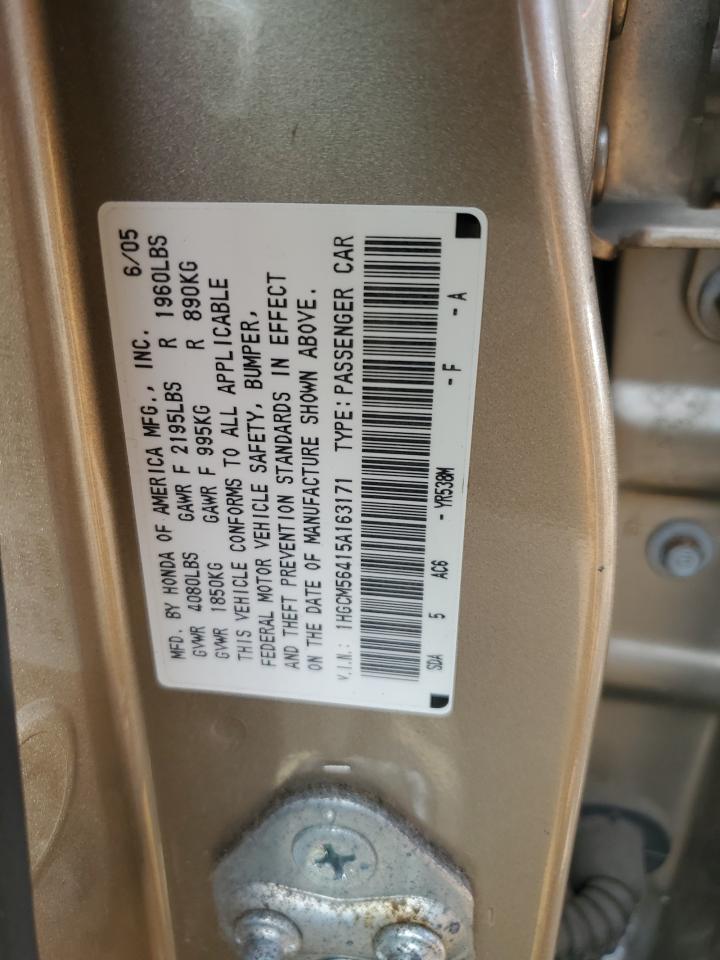 MFD. BY HONDA OF AMERICA MFG., INC. 6/05
GVWR 4080LBS GAWR F 2195LBS R 1960LBS
GVWR 1850KG GAWR F 995KG R 890KG
THIS VEHICLE CONFORMS TO ALL APPLICABLE
FEDERAL MOTOR VEHICLE SAFETY, BUMPER,
AND THEFT PREVENTION STANDARDS IN EFFECT
ON THE DATE OF MANUFACTURE SHOWN ABOVE.
V.I.N.: 1HGCM56415A163171 TYPE: PASSENGER CAR
SDA 5 AC6 - YR538M - F - A